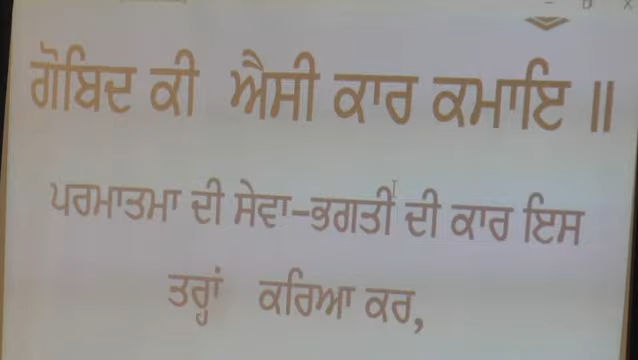 ਗੋਬਿਦ ਕੀ ਐਸੀ ਕਾਰ ਕਮਾਇ ॥
ਪਰਮਾਤਮਾ ਦੀ ਸੇਵਾ-ਭਗਤੀ ਦੀ ਕਾਰ ਇਸ
ਤਰ੍ਹਾਂ ਕਰਿਆ ਕਰ,